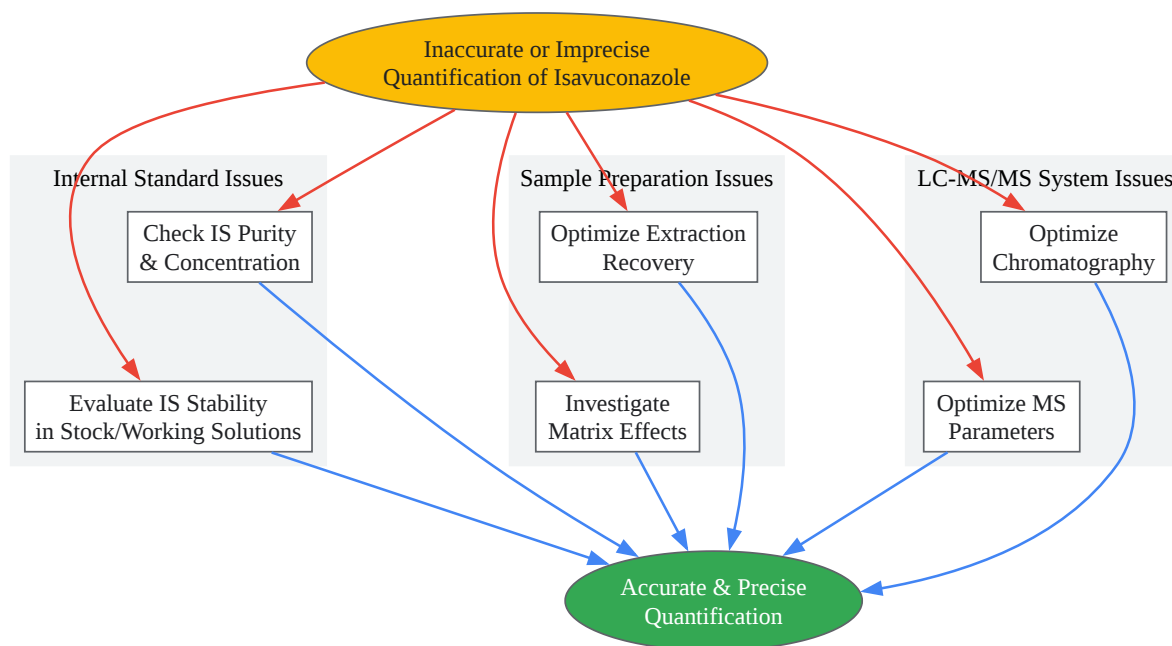 Inaccurate or Imprecise
Quantification of Isavuconazole
Internal Standard Issues
Sample Preparation Issues
LC-MS/MS System Issues
Check IS Purity
& Concentration
Optimize Extraction
Recovery
Optimize
Chromatography
Evaluate IS Stability
in Stock/Working Solutions
Investigate
Matrix Effects
Optimize MS
Parameters
Accurate & Precise
Quantification